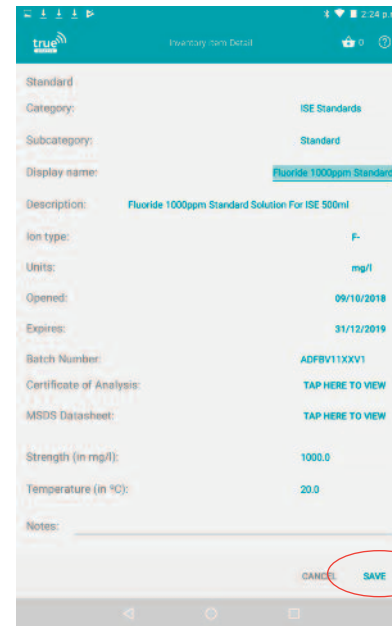 2:24 p.m
true
Inventory Item Detail
0
Standard
Category: ISE Standards
Subcategory: Standard
Display name: Fluoride 1000ppm Standard
Description: Fluoride 1000ppm Standard Solution For ISE 500ml
Ion type: F-
Units: mg/l
Opened: 09/10/2018
Expires: 31/12/2019
Batch Number: ADFBV11XXV1
Certificate of Analysis: TAP HERE TO VIEW
MSDS Datasheet: TAP HERE TO VIEW
Strength (in mg/l): 1000.0
Temperature (in ºC): 20.0
Notes:
CANCEL SAVE